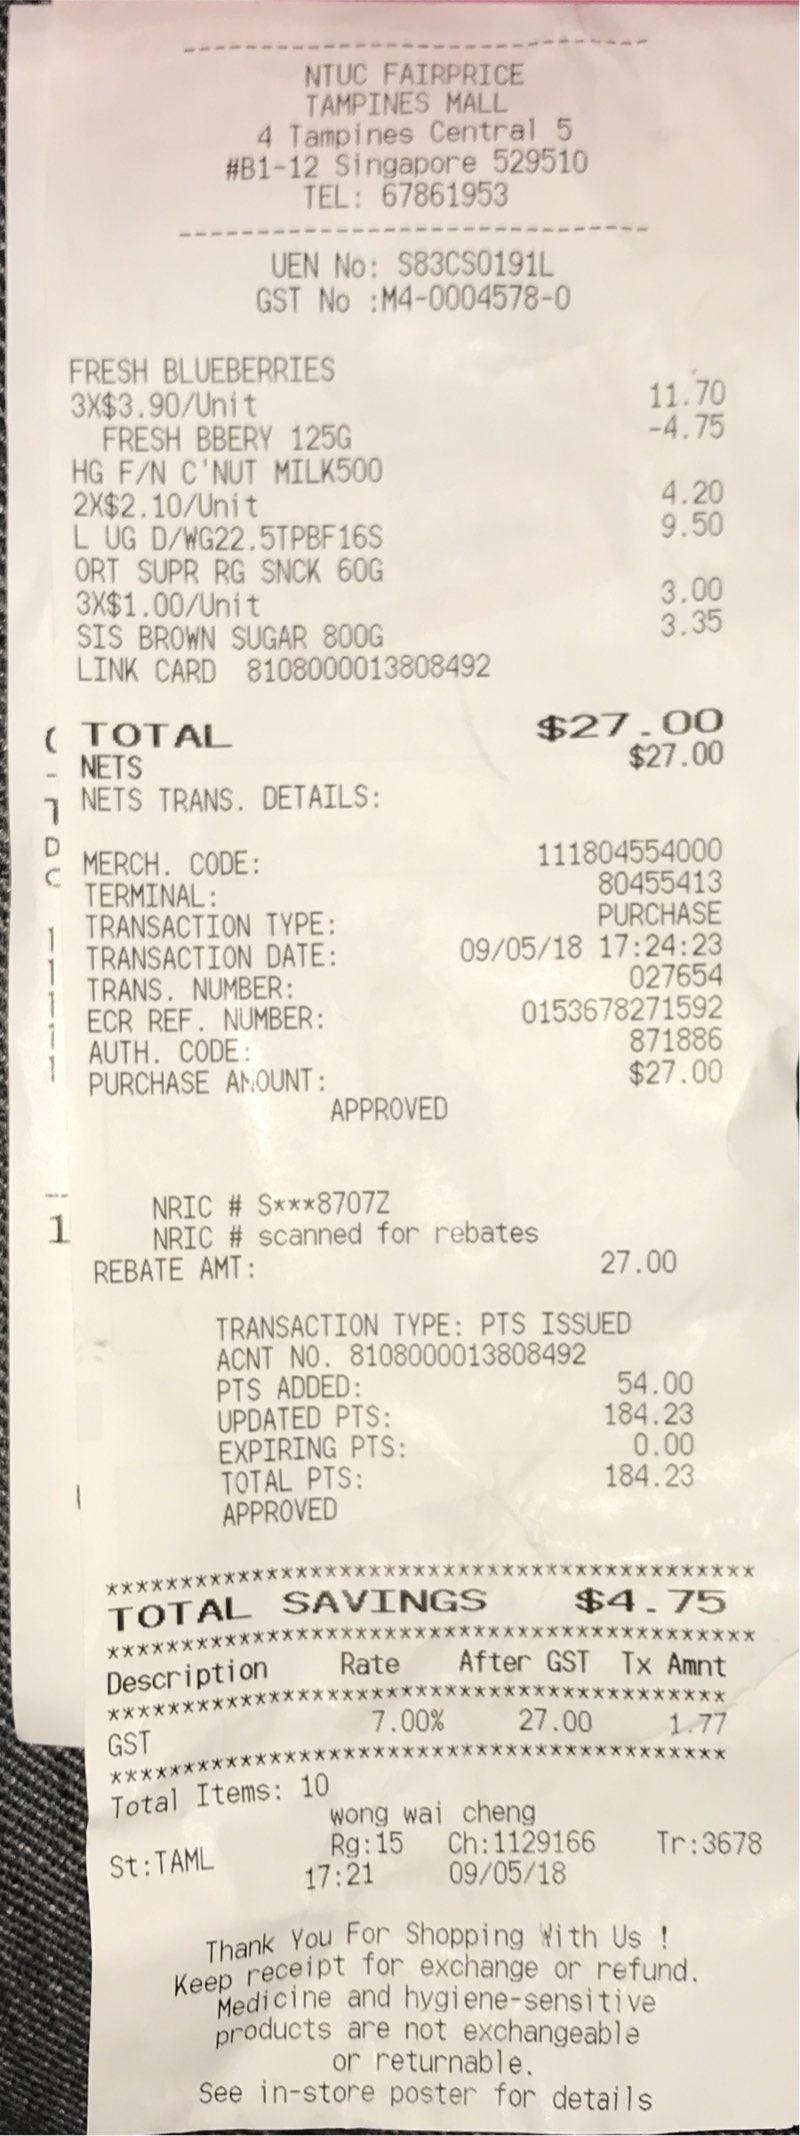 --------------------------------
NTUC FAIRPRICE
TAMPINES MALL
4 Tampines Central 5
#B1-12 Singapore 529510
TEL: 67861953
--------------------------------
UEN No: S83CS0191L
GST No :M4-0004578-0
FRESH BLUEBERRIES
3X$3.90/Unit 11.70
FRESH BBERY 125G -4.75
HG F/N C'NUT MILK500
2X$2.10/Unit 4.20
L UG D/WG22.5TPBF16S 9.50
ORT SUPR RG SNCK 60G
3X$1.00/Unit 3.00
SIS BROWN SUGAR 800G 3.35
LINK CARD 8108000013808492
TOTAL $27.00
NETS $27.00
NETS TRANS. DETAILS:
MERCH. CODE: 111804554000
TERMINAL: 80455413
TRANSACTION TYPE: PURCHASE
TRANSACTION DATE: 09/05/18 17:24:23
TRANS. NUMBER: 027654
ECR REF. NUMBER: 0153678271592
AUTH. CODE: 871886
PURCHASE AMOUNT: $27.00
APPROVED
NRIC # S***8707Z
NRIC # scanned for rebates
REBATE AMT: 27.00
TRANSACTION TYPE: PTS ISSUED
ACNT NO. 8108000013808492
PTS ADDED: 54.00
UPDATED PTS: 184.23
EXPIRING PTS: 0.00
TOTAL PTS: 184.23
APPROVED
******************************************
TOTAL SAVINGS $4.75
******************************************
Description Rate After GST Tx Amnt
******************************************
GST 7.00% 27.00 1.77
******************************************
Total Items: 10
wong wai cheng
St:TAML Rg:15 Ch:1129166 Tr:3678
17:21 09/05/18
Thank You For Shopping With Us !
Keep receipt for exchange or refund.
Medicine and hygiene-sensitive
products are not exchangeable
or returnable.
See in-store poster for details